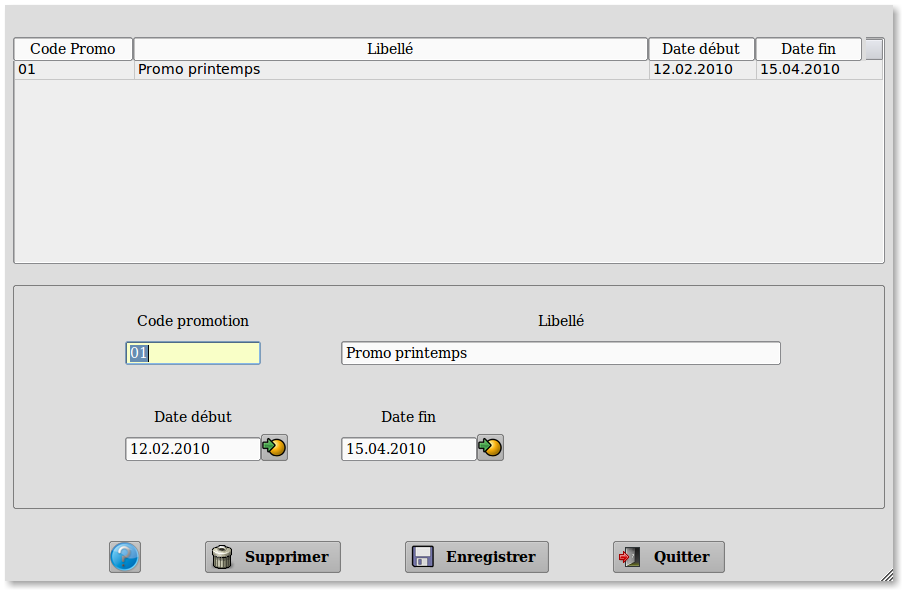 Code Promo Libellé Date début Date fin
01 Promo printemps 12.02.2010 15.04.2010
Code promotion Libellé
01 Promo printemps
Date début Date fin
12.02.2010 15.04.2010
? Supprimer Enregistrer Quitter